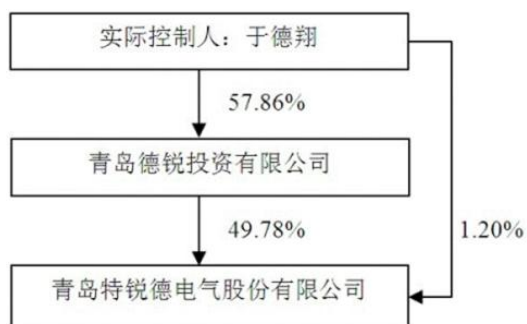 实际控制人：于德翔
57.86%
青岛德锐投资有限公司
49.78%
1.20%
青岛特锐德电气股份有限公司